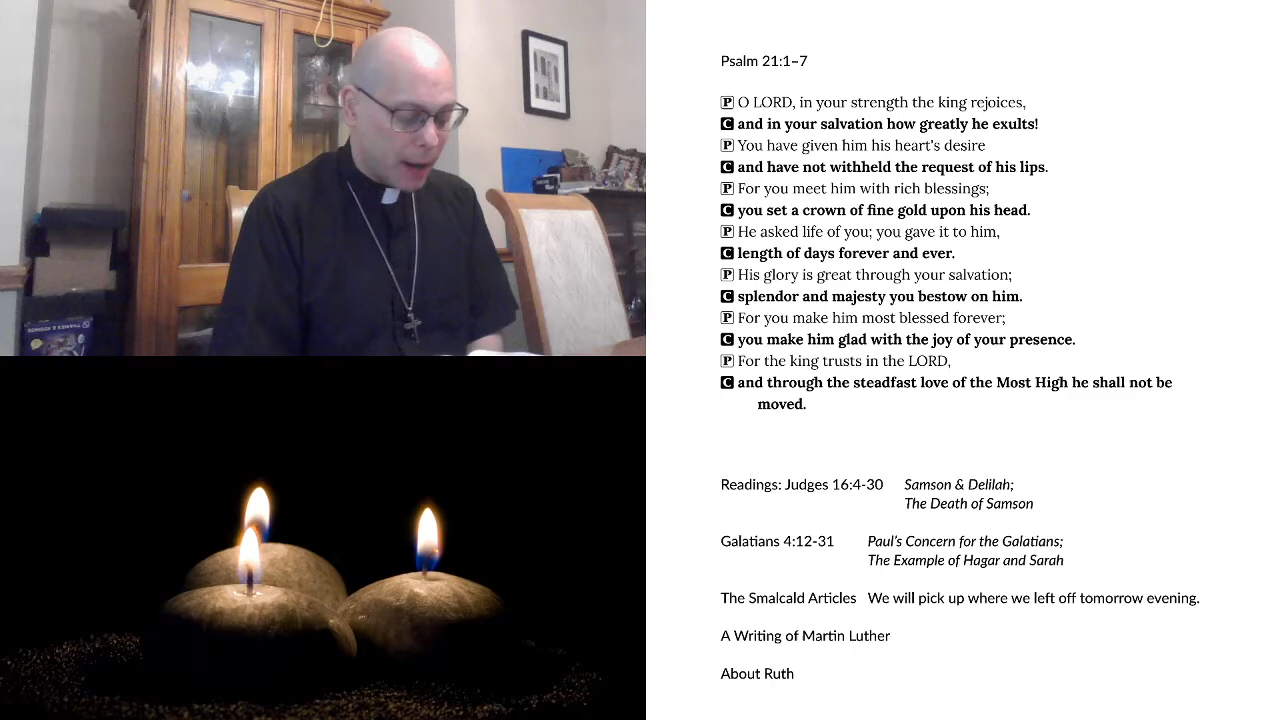 Psalm 21:1–7
P O LORD, in your strength the king rejoices,
C and in your salvation how greatly he exults!
P You have given him his heart's desire
C and have not withheld the request of his lips.
P For you meet him with rich blessings;
C you set a crown of fine gold upon his head.
P He asked life of you; you gave it to him,
C length of days forever and ever.
P His glory is great through your salvation;
C splendor and majesty you bestow on him.
P For you make him most blessed forever;
C you make him glad with the joy of your presence.
P For the king trusts in the LORD,
C and through the steadfast love of the Most High he shall not be
moved.
Readings: Judges 16:4-30 Samson & Delilah;
The Death of Samson
Galatians 4:12-31 Paul's Concern for the Galatians;
The Example of Hagar and Sarah
The Smalcald Articles We will pick up where we left off tomorrow evening.
A Writing of Martin Luther
About Ruth
THAMES & KOSMOS